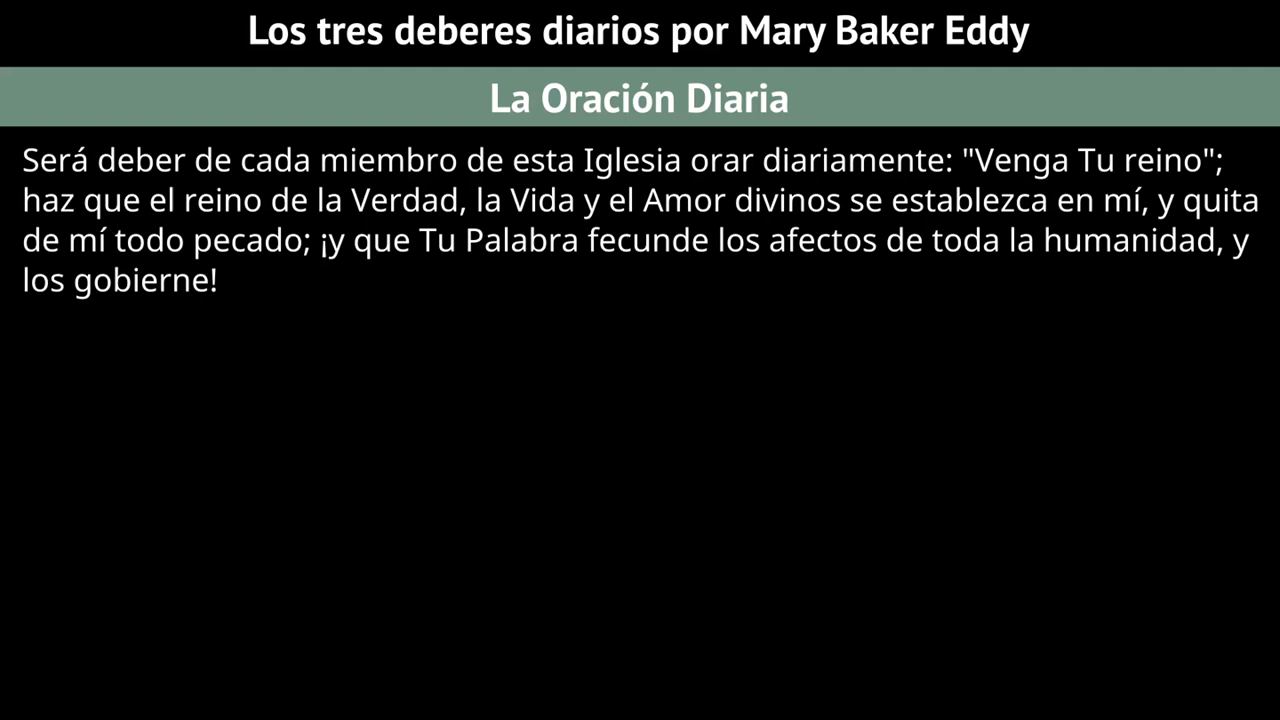 Los tres deberes diarios por Mary Baker Eddy
La Oración Diaria
Será deber de cada miembro de esta Iglesia orar diariamente: "Venga Tu reino";
haz que el reino de la Verdad, la Vida y el Amor divinos se establezca en mí, y quita
de mí todo pecado; ¡y que Tu Palabra fecunde los afectos de toda la humanidad, y
los gobierne!